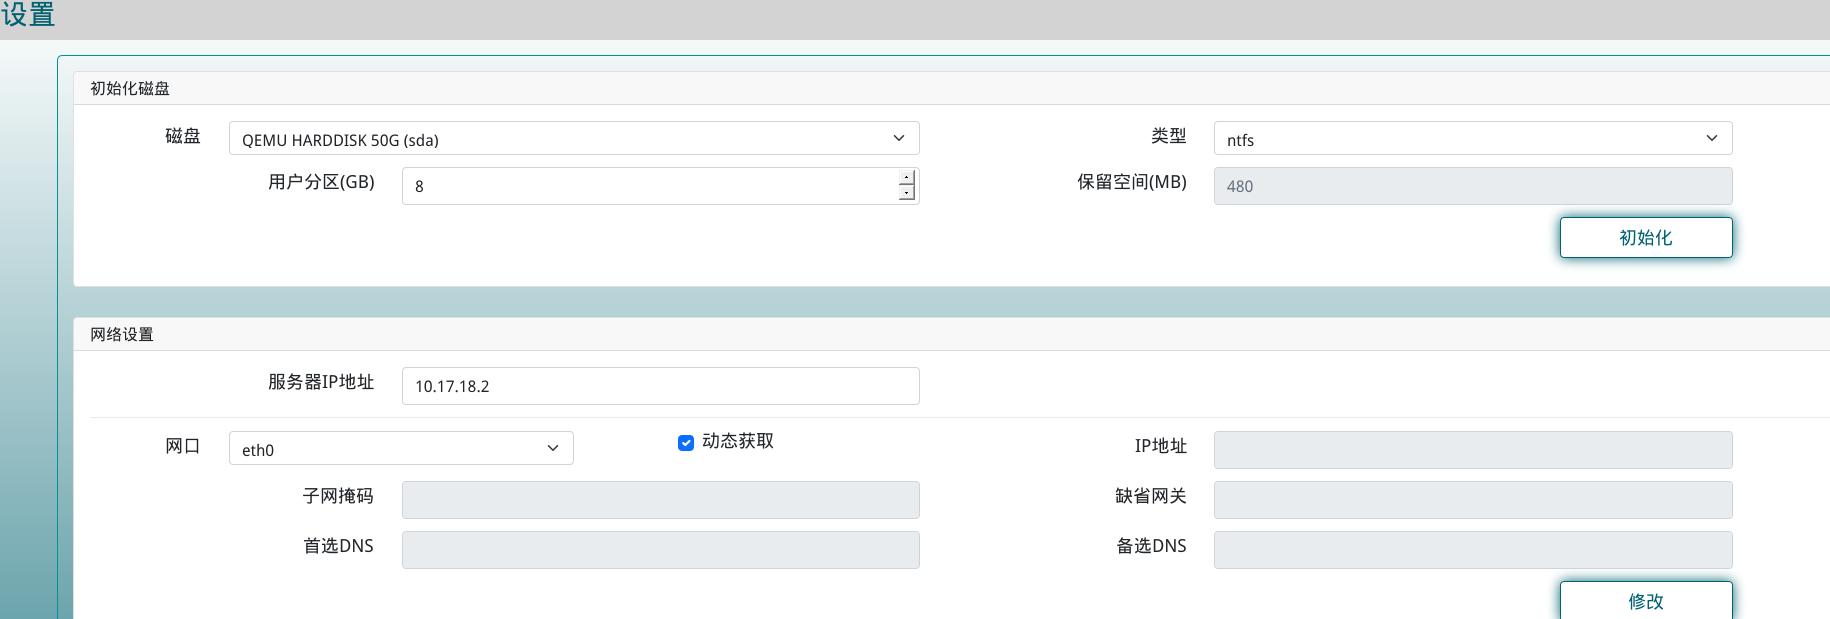 设置
初始化磁盘
磁盘 QEMU HARDDISK 50G (sda) 类型 ntfs
用户分区(GB) 8 保留空间(MB) 480
初始化
网络设置
服务器IP地址 10.17.18.2
网口 eth0 动态获取 IP地址
子网掩码 缺省网关
首选DNS 备选DNS
修改